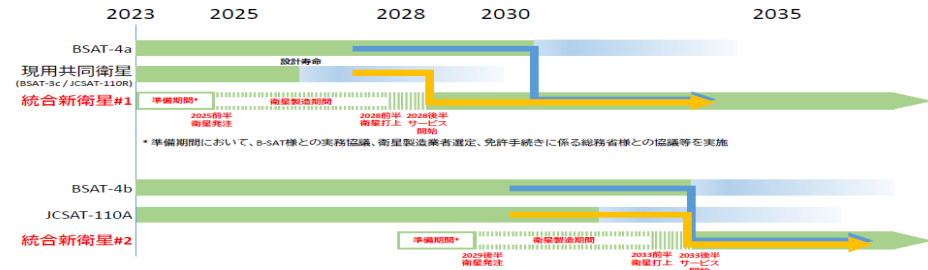 2023 2025 2028 2030 2035
BSAT-4a
設計寿命
現用共同衛星
(BSAT-3c / JCSAT-110R)
統合新衛星#1 準備期間* 衛星製造期間
2025前半 2028前半 2028後半
衛星発注 衛星打上 サービス
開始
* 準備期間において、B-SAT様との実務協議、衛星製造業者選定、免許手続きに係る総務省様との協議等を実施
BSAT-4b
JCSAT-110A
統合新衛星#2 準備期間* 衛星製造期間
2029後半 2033前半 2033後半
衛星発注 衛星打上 サービス
開始